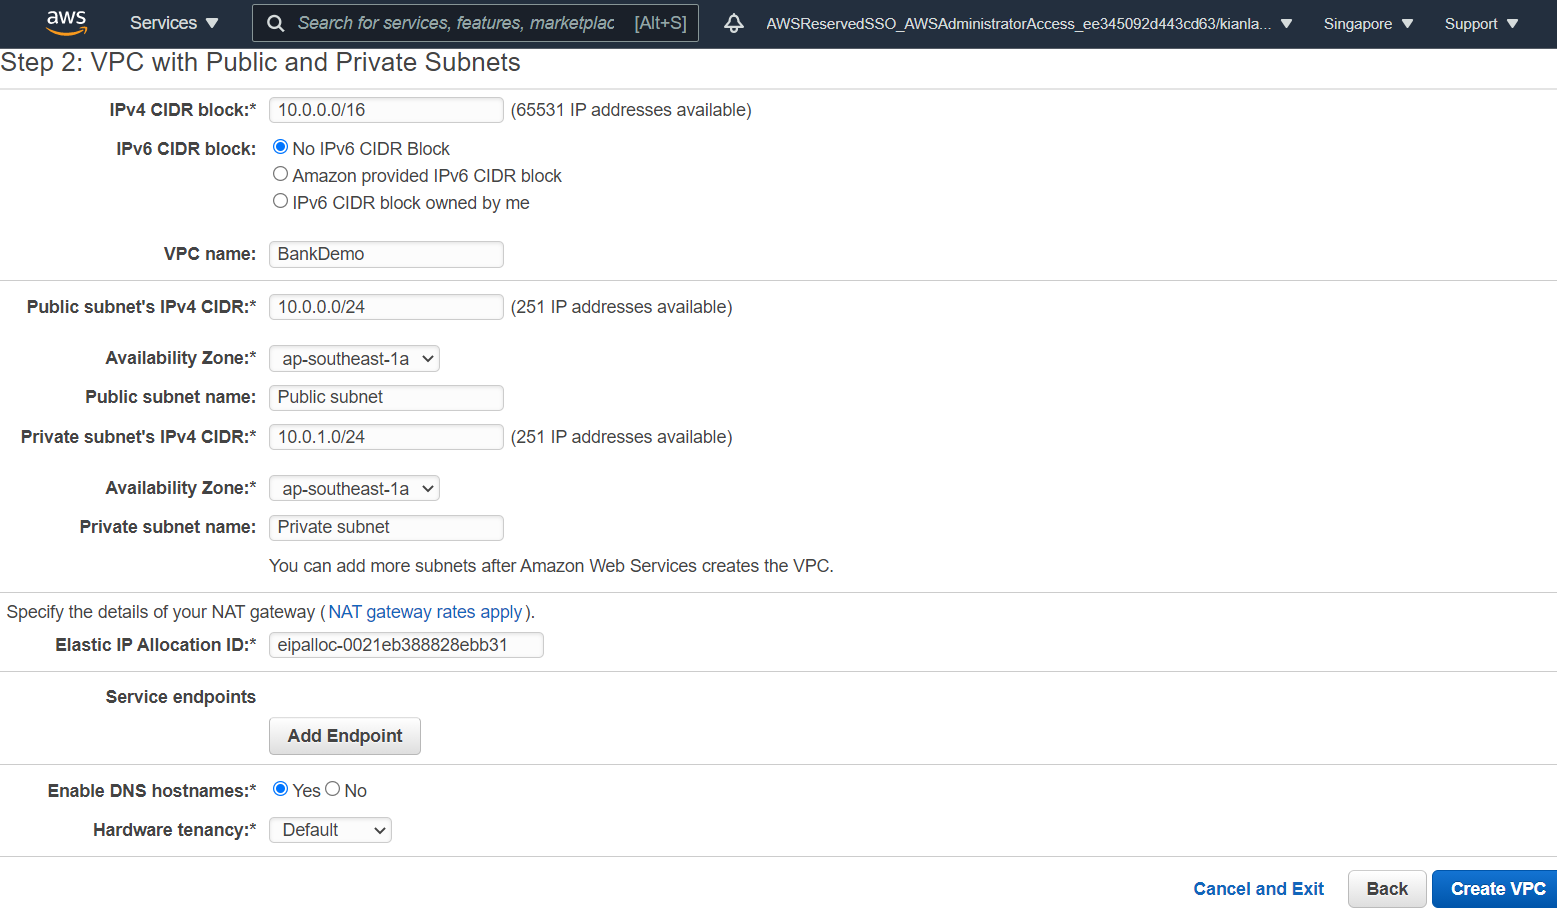 aws Services Search for services, features, marketplac [Alt+S] AWSReservedSSO_AWSAdministratorAccess_ee345092d443cd63/kianla... Singapore Support
Step 2: VPC with Public and Private Subnets
IPv4 CIDR block:* 10.0.0.0/16 (65531 IP addresses available)
IPv6 CIDR block: No IPv6 CIDR Block
Amazon provided IPv6 CIDR block
IPv6 CIDR block owned by me
VPC name: BankDemo
Public subnet's IPv4 CIDR:* 10.0.0.0/24 (251 IP addresses available)
Availability Zone:* ap-southeast-1a
Public subnet name: Public subnet
Private subnet's IPv4 CIDR:* 10.0.1.0/24 (251 IP addresses available)
Availability Zone:* ap-southeast-1a
Private subnet name: Private subnet
You can add more subnets after Amazon Web Services creates the VPC.
Specify the details of your NAT gateway (NAT gateway rates apply).
Elastic IP Allocation ID:* eipalloc-0021eb388828ebb31
Service endpoints
Add Endpoint
Enable DNS hostnames:* Yes No
Hardware tenancy:* Default
Cancel and Exit Back Create VPC